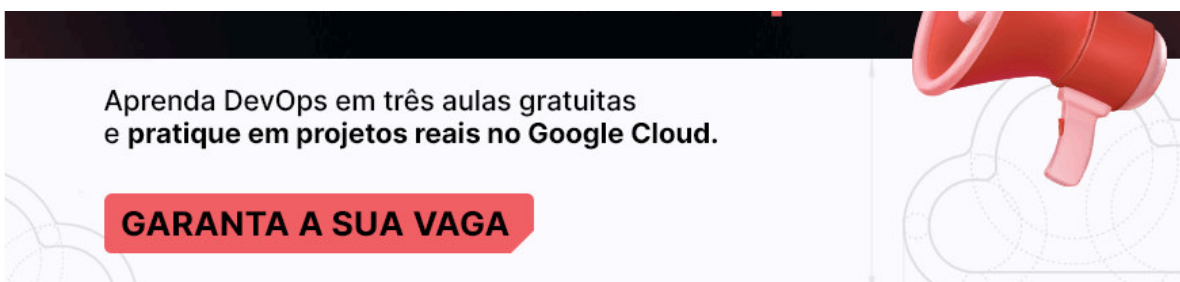 Aprenda DevOps em três aulas gratuitas
e pratique em projetos reais no Google Cloud.
GARANTA A SUA VAGA